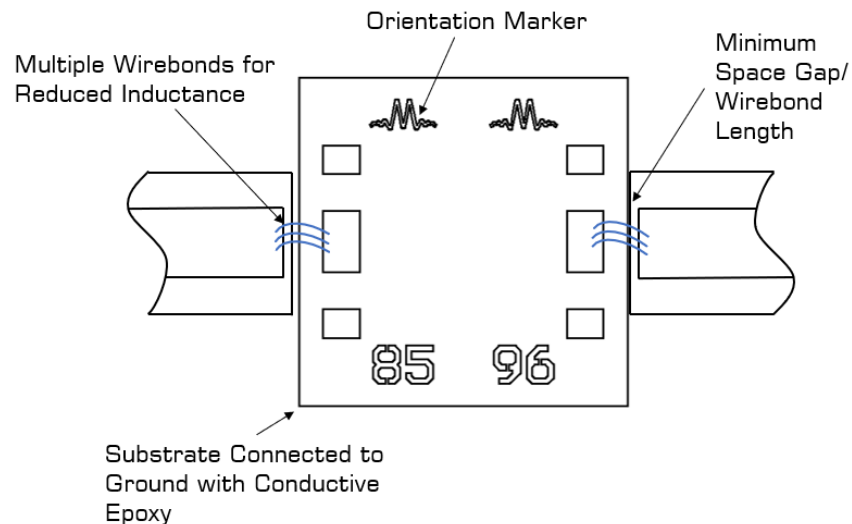 Orientation Marker
Multiple Wirebonds for
Reduced Inductance
Minimum
Space Gap/
Wirebond
Length
85 96
Substrate Connected to
Ground with Conductive
Epoxy